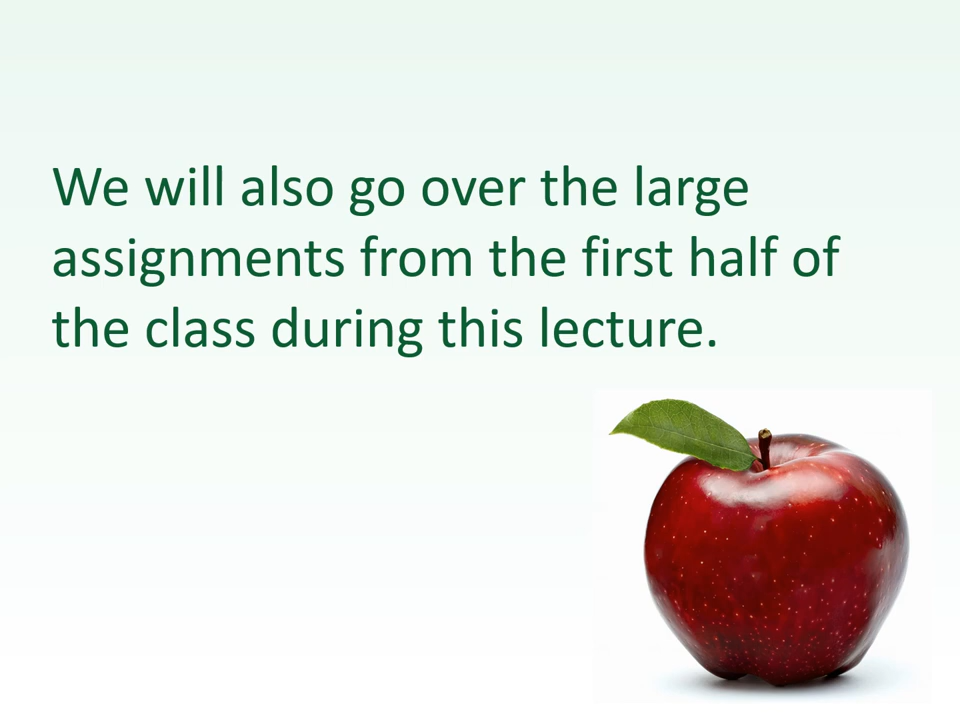 We will also go over the large
assignments from the first half of
the class during this lecture.